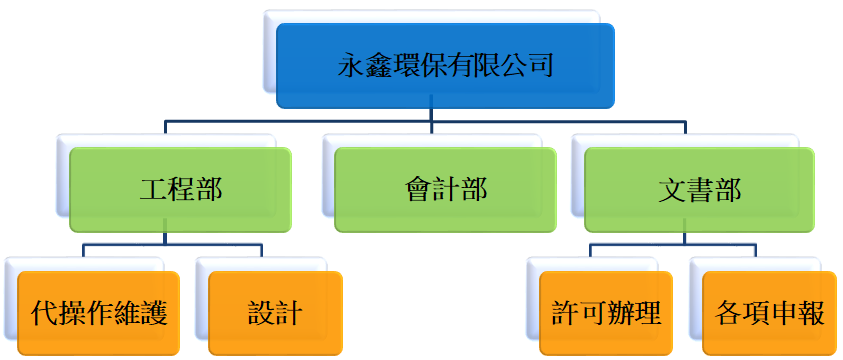 永鑫環保有限公司
工程部
會計部
文書部
代操作維護
設計
許可辦理
各項申報